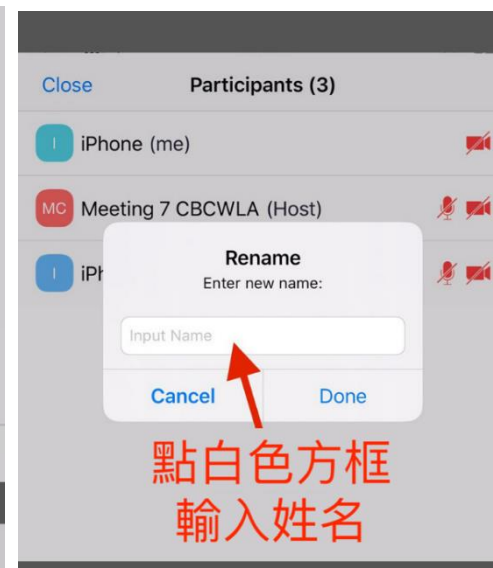 Close Participants (3)
I iPhone (me)
MC Meeting 7 CBCWLA (Host)
I iPh
Rename
Enter new name:
Input Name
Cancel Done
點白色方框
輸入姓名